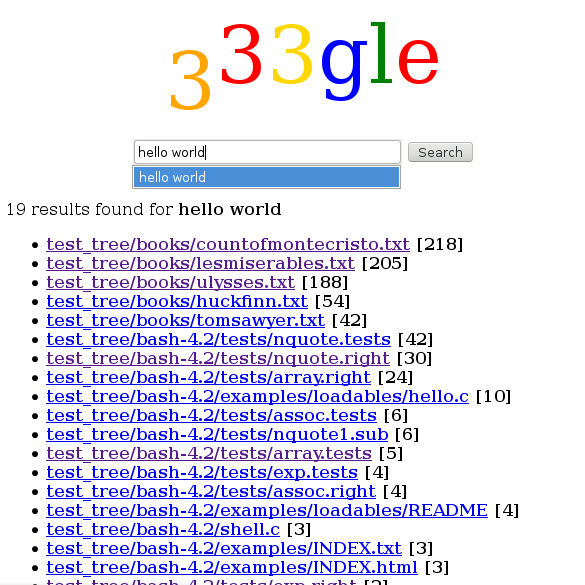 333gle
hello world Search
hello world
19 results found for hello world
test_tree/books/countofmontecristo.txt [218]
test_tree/books/lesmiserables.txt [205]
test_tree/books/ulysses.txt [188]
test_tree/books/huckfinn.txt [54]
test_tree/books/tomsawyer.txt [42]
test_tree/bash-4.2/tests/nquote.tests [42]
test_tree/bash-4.2/tests/nquote.right [30]
test_tree/bash-4.2/tests/array.right [24]
test_tree/bash-4.2/examples/loadables/hello.c [10]
test_tree/bash-4.2/tests/assoc.tests [6]
test_tree/bash-4.2/tests/nquote1.sub [6]
test_tree/bash-4.2/tests/array.tests [5]
test_tree/bash-4.2/tests/exp.tests [4]
test_tree/bash-4.2/tests/assoc.right [4]
test_tree/bash-4.2/examples/loadables/README [4]
test_tree/bash-4.2/shell.c [3]
test_tree/bash-4.2/examples/INDEX.txt [3]
test_tree/bash-4.2/examples/INDEX.html [3]